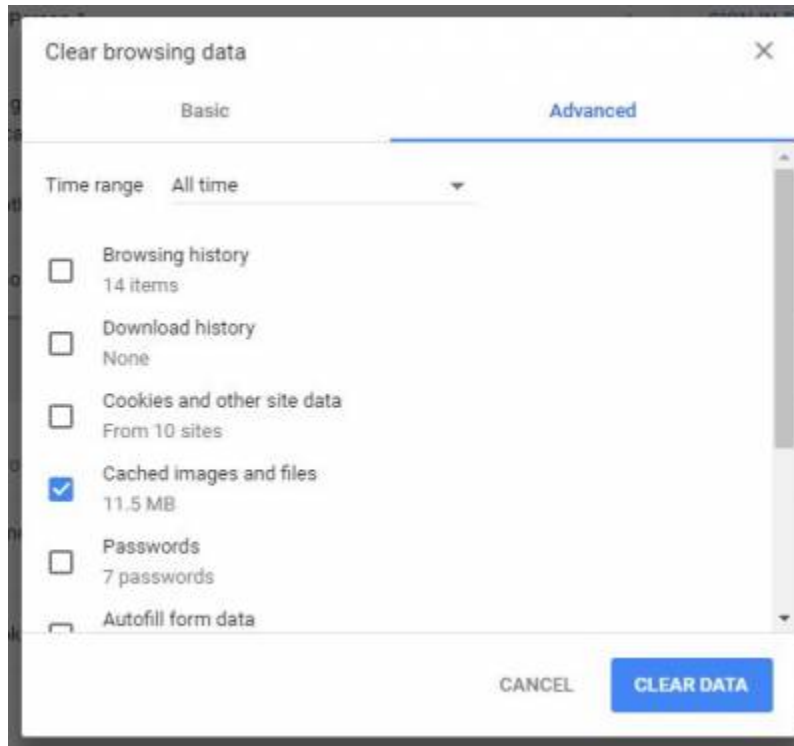 Clear browsing data
Basic Advanced
Time range All time
Browsing history
14 items
Download history
None
Cookies and other site data
From 10 sites
Cached images and files
11.5 MB
Passwords
7 passwords
Autofill form data
CANCEL CLEAR DATA